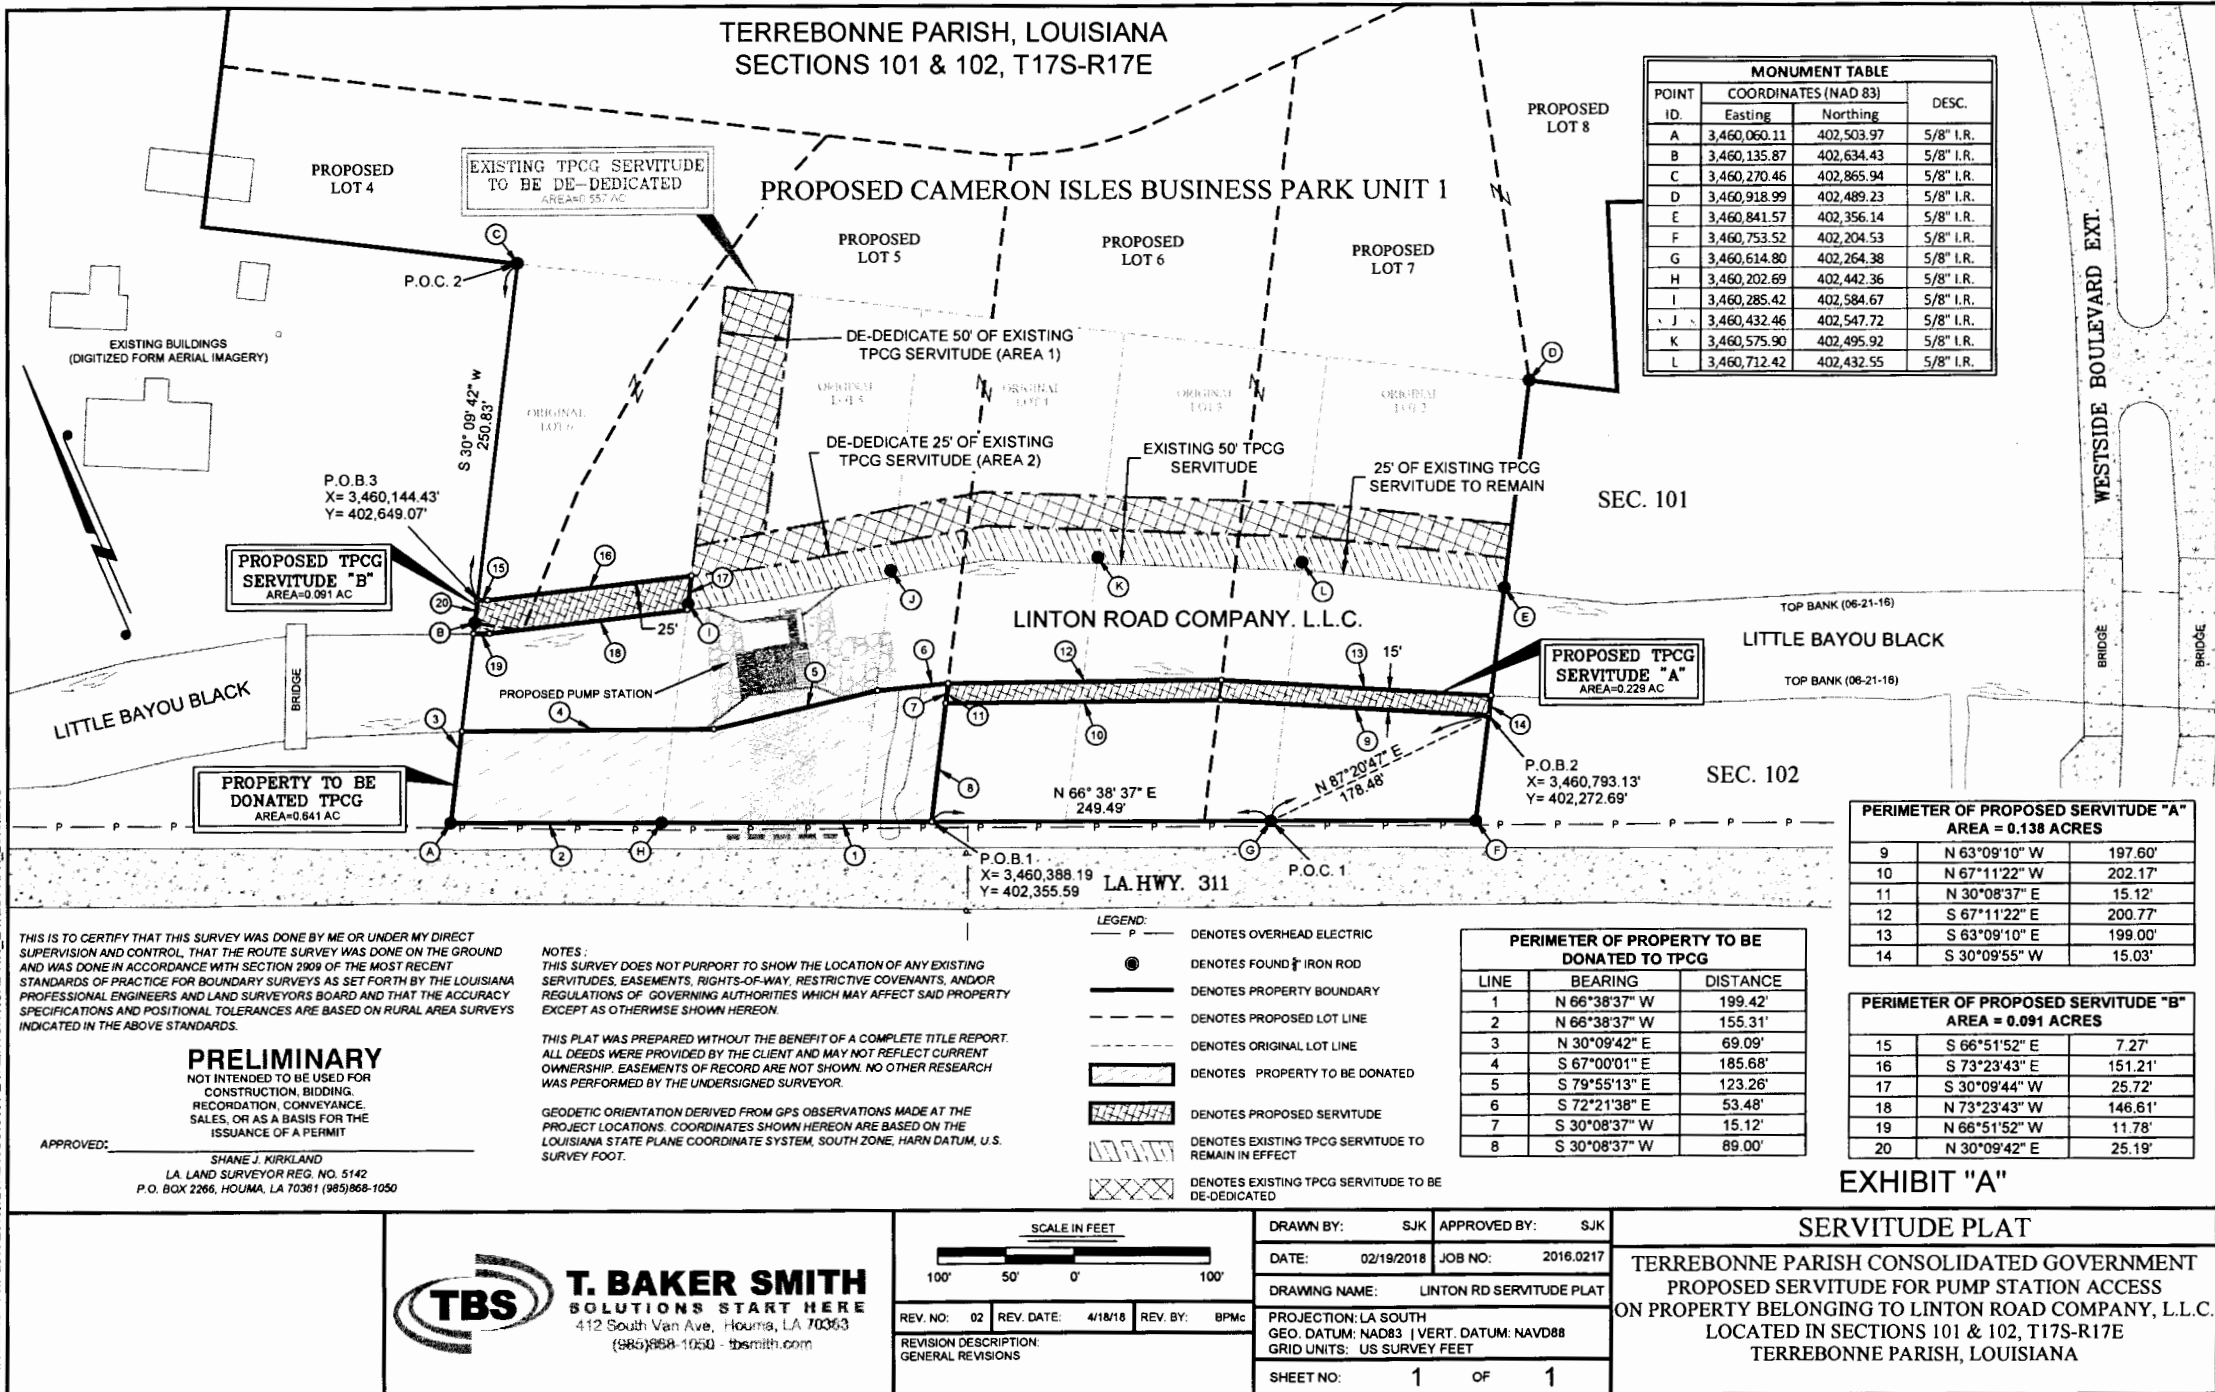 TERREBONNE PARISH, LOUISIANA
SECTIONS 101 & 102, T17S-R17E
MONUMENT TABLE
POINT ID. COORDINATES (NAD 83) DESC.
Easting Northing
A 3,460,060.11 402,503.97 5/8" I.R.
B 3,460,135.87 402,634.43 5/8" I.R.
C 3,460,270.46 402,865.94 5/8" I.R.
D 3,460,918.99 402,489.23 5/8" I.R.
E 3,460,841.57 402,356.14 5/8" I.R.
F 3,460,753.52 402,204.53 5/8" I.R.
G 3,460,614.80 402,264.38 5/8" I.R.
H 3,460,202.69 402,442.36 5/8" I.R.
I 3,460,285.42 402,584.67 5/8" I.R.
J 3,460,432.46 402,547.72 5/8" I.R.
K 3,460,575.90 402,495.92 5/8" I.R.
L 3,460,712.42 402,432.55 5/8" I.R.
PROPOSED
LOT 8
PROPOSED
LOT 4
EXISTING TPCG SERVITUDE
TO BE DE-DEDICATED
AREA=0.557 AC
PROPOSED CAMERON ISLES BUSINESS PARK UNIT 1
PROPOSED
LOT 5
PROPOSED
LOT 6
PROPOSED
LOT 7
C
P.O.C. 2
EXISTING BUILDINGS
(DIGITIZED FORM AERIAL IMAGERY)
DE-DEDICATE 50' OF EXISTING
TPCG SERVITUDE (AREA 1)
D
WESTSIDE BOULEVARD EXT.
S 30° 09' 42" W
250.83'
ORIGINAL
LOT 6
ORIGINAL
LOT 5
ORIGINAL
LOT 4
ORIGINAL
LOT 3
ORIGINAL
LOT 2
DE-DEDICATE 25' OF EXISTING
TPCG SERVITUDE (AREA 2)
EXISTING 50' TPCG
SERVITUDE
25' OF EXISTING TPCG
SERVITUDE TO REMAIN
SEC. 101
P.O.B.3
X= 3,460,144.43'
Y= 402,649.07'
PROPOSED TPCG
SERVITUDE "B"
AREA=0.091 AC
15
16
17
20
B
19
18
25'
I
J
K
L
E
LINTON ROAD COMPANY. L.L.C.
TOP BANK (06-21-16)
LITTLE BAYOU BLACK
TOP BANK (06-21-16)
BRIDGE
BRIDGE
PROPOSED TPCG
SERVITUDE "A"
AREA=0.229 AC
BRIDGE
LITTLE BAYOU BLACK
PROPOSED PUMP STATION
3
4
5
6
7
11
12
10
13
15'
9
14
8
N 87°20'47" E
178.48'
P.O.B.2
X= 3,460,793.13'
Y= 402,272.69'
SEC. 102
PROPERTY TO BE
DONATED TPCG
AREA=0.641 AC
N 66° 38' 37" E
249.49'
P P P P P P P P P P P P P P P P P P P P
A
2
H
1
G
F
P.O.B.1
X= 3,460,388.19
Y= 402,355.59
P.O.C. 1
LA. HWY. 311
PERIMETER OF PROPOSED SERVITUDE "A"
AREA = 0.138 ACRES
9 N 63°09'10" W 197.60'
10 N 67°11'22" W 202.17'
11 N 30°08'37" E 15.12'
12 S 67°11'22" E 200.77'
13 S 63°09'10" E 199.00'
14 S 30°09'55" W 15.03'
THIS IS TO CERTIFY THAT THIS SURVEY WAS DONE BY ME OR UNDER MY DIRECT
SUPERVISION AND CONTROL, THAT THE ROUTE SURVEY WAS DONE ON THE GROUND
AND WAS DONE IN ACCORDANCE WITH SECTION 2909 OF THE MOST RECENT
STANDARDS OF PRACTICE FOR BOUNDARY SURVEYS AS SET FORTH BY THE LOUISIANA
PROFESSIONAL ENGINEERS AND LAND SURVEYORS BOARD AND THAT THE ACCURACY
SPECIFICATIONS AND POSITIONAL TOLERANCES ARE BASED ON RURAL AREA SURVEYS
INDICATED IN THE ABOVE STANDARDS.
PRELIMINARY
NOT INTENDED TO BE USED FOR
CONSTRUCTION, BIDDING,
RECORDATION, CONVEYANCE,
SALES, OR AS A BASIS FOR THE
ISSUANCE OF A PERMIT
APPROVED:
SHANE J. KIRKLAND
LA. LAND SURVEYOR REG. NO. 5142
P.O. BOX 2266, HOUMA, LA 70361 (985)868-1050
NOTES :
THIS SURVEY DOES NOT PURPORT TO SHOW THE LOCATION OF ANY EXISTING
SERVITUDES, EASEMENTS, RIGHTS-OF-WAY, RESTRICTIVE COVENANTS, AND/OR
REGULATIONS OF GOVERNING AUTHORITIES WHICH MAY AFFECT SAID PROPERTY
EXCEPT AS OTHERWISE SHOWN HEREON.
THIS PLAT WAS PREPARED WITHOUT THE BENEFIT OF A COMPLETE TITLE REPORT.
ALL DEEDS WERE PROVIDED BY THE CLIENT AND MAY NOT REFLECT CURRENT
OWNERSHIP. EASEMENTS OF RECORD ARE NOT SHOWN. NO OTHER RESEARCH
WAS PERFORMED BY THE UNDERSIGNED SURVEYOR.
GEODETIC ORIENTATION DERIVED FROM GPS OBSERVATIONS MADE AT THE
PROJECT LOCATIONS. COORDINATES SHOWN HEREON ARE BASED ON THE
LOUISIANA STATE PLANE COORDINATE SYSTEM, SOUTH ZONE, HARN DATUM, U.S.
SURVEY FOOT.
LEGEND:
P DENOTES OVERHEAD ELECTRIC
DENOTES FOUND IRON ROD
DENOTES PROPERTY BOUNDARY
DENOTES PROPOSED LOT LINE
DENOTES ORIGINAL LOT LINE
DENOTES PROPERTY TO BE DONATED
DENOTES PROPOSED SERVITUDE
DENOTES EXISTING TPCG SERVITUDE TO
REMAIN IN EFFECT
DENOTES EXISTING TPCG SERVITUDE TO BE
DE-DEDICATED
PERIMETER OF PROPERTY TO BE
DONATED TO TPCG
LINE BEARING DISTANCE
1 N 66°38'37" W 199.42'
2 N 66°38'37" W 155.31'
3 N 30°09'42" E 69.09'
4 S 67°00'01" E 185.68'
5 S 79°55'13" E 123.26'
6 S 72°21'38" E 53.48'
7 S 30°08'37" W 15.12'
8 S 30°08'37" W 89.00'
PERIMETER OF PROPOSED SERVITUDE "B"
AREA = 0.091 ACRES
15 S 66°51'52" E 7.27'
16 S 73°23'43" E 151.21'
17 S 30°09'44" W 25.72'
18 N 73°23'43" W 146.61'
19 N 66°51'52" W 11.78'
20 N 30°09'42" E 25.19'
EXHIBIT "A"
TBS
T. BAKER SMITH
SOLUTIONS START HERE
412 South Van Ave, Houma, LA 70363
(985)868-1050 - tbsmith.com
SCALE IN FEET
100' 50' 0' 100'
REV. NO: 02 REV. DATE: 4/18/18 REV. BY: BPMc
REVISION DESCRIPTION:
GENERAL REVISIONS
DRAWN BY: SJK APPROVED BY: SJK
DATE: 02/19/2018 JOB NO: 2016.0217
DRAWING NAME: LINTON RD SERVITUDE PLAT
PROJECTION: LA SOUTH
GEO. DATUM: NAD83 | VERT. DATUM: NAVD88
GRID UNITS: US SURVEY FEET
SHEET NO: 1 OF 1
SERVITUDE PLAT
TERREBONNE PARISH CONSOLIDATED GOVERNMENT
PROPOSED SERVITUDE FOR PUMP STATION ACCESS
ON PROPERTY BELONGING TO LINTON ROAD COMPANY, L.L.C.
LOCATED IN SECTIONS 101 & 102, T17S-R17E
TERREBONNE PARISH, LOUISIANA